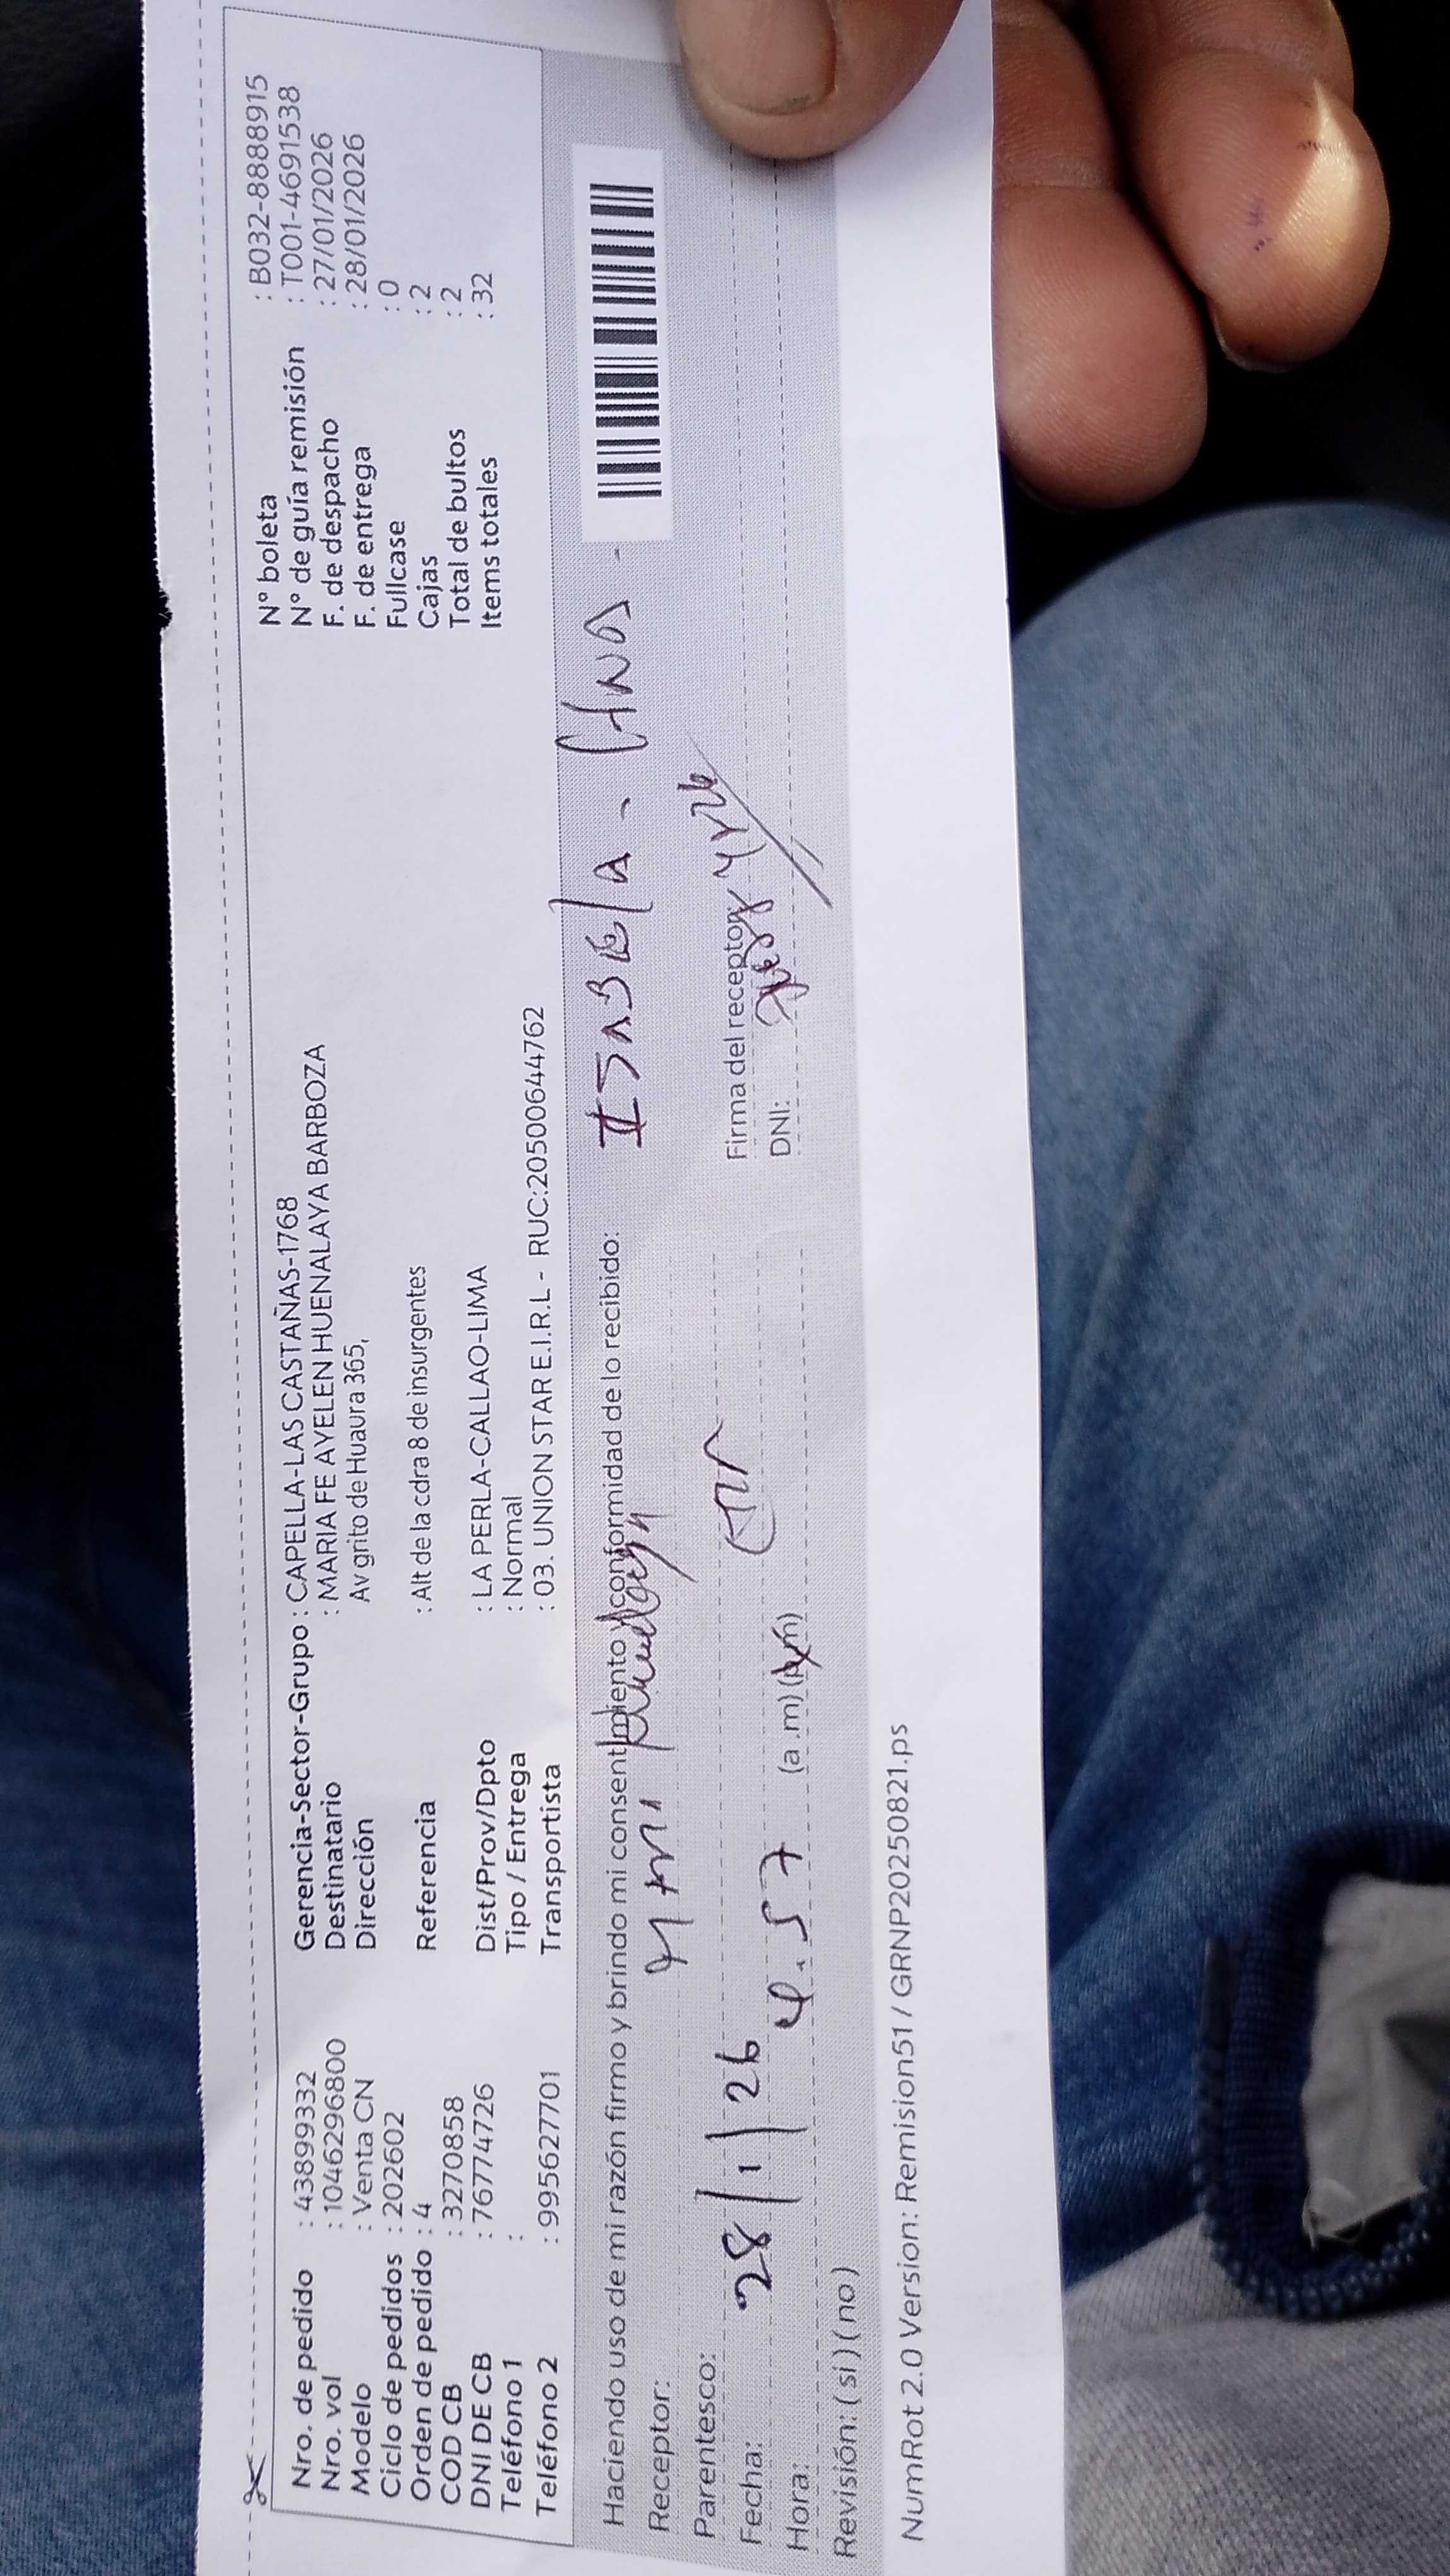 Nro. de pedido : 43899332
Nro. vol : 1046296800
Modelo : Venta CN
Ciclo de pedidos : 202602
Orden de pedido : 4
COD CB : 3270858
DNI DE CB : 76774726
Teléfono 1 :
Teléfono 2 : 995627701
Gerencia-Sector-Grupo : CAPELLA-LAS CASTAÑAS-1768
Destinatario : MARIA FE AYELEN HUENALAYA BARBOZA
Dirección Av grito de Huaura 365,
Referencia : Alt de la cdra 8 de insurgentes
Dist/Prov/Dpto : LA PERLA-CALLAO-LIMA
Tipo / Entrega : Normal
Transportista : 03. UNION STAR E.I.R.L - RUC:20500644762
N° boleta : B032-8888915
N° de guía remisión : T001-4691538
F. de despacho : 27/01/2026
F. de entrega : 28/01/2026
Fullcase : 0
Cajas : 2
Total de bultos : 2
Items totales : 32
Haciendo uso de mi razón firmo y brindo mi consentimiento y conformidad de lo recibido:
ISABELA
Receptor:
Parentesco:
Fecha: 28/1/26
Hora: 4.57 (a.m) (p.m)
Revisión: ( si ) ( no )
Firma del receptor:
DNI:
NumRot 2.0 Version: Remision51 / GRNP20250821.ps